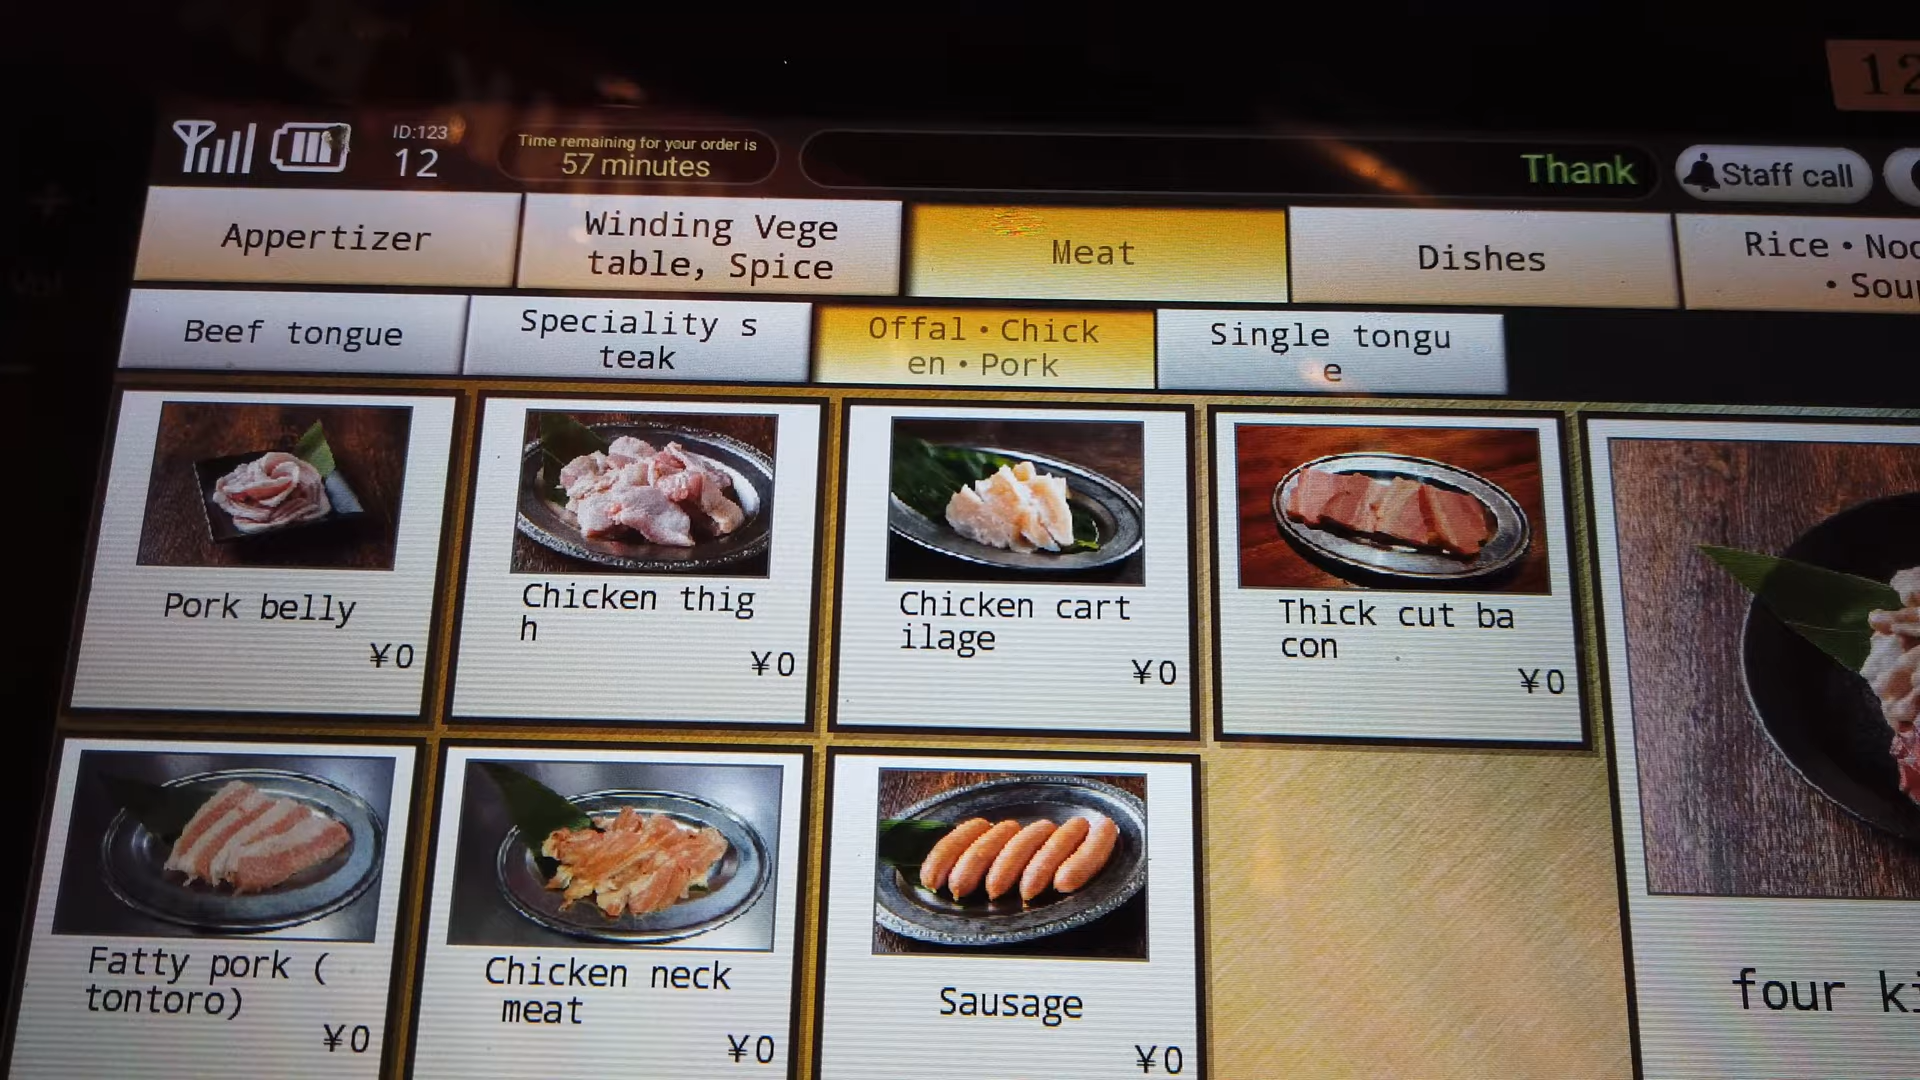 12
ID:123
12
Time remaining for your order is
57 minutes
Thank
Staff call
Appertizer
Winding Vege
table, Spice
Meat
Dishes
Rice・Noo
・Sou
Beef tongue
Speciality s
teak
Offal・Chick
en・Pork
Single tongu
e
Pork belly
¥0
Chicken thig
h
¥0
Chicken cart
ilage
¥0
Thick cut ba
con
¥0
Fatty pork (
tontoro)
¥0
Chicken neck
meat
¥0
Sausage
¥0
four ki